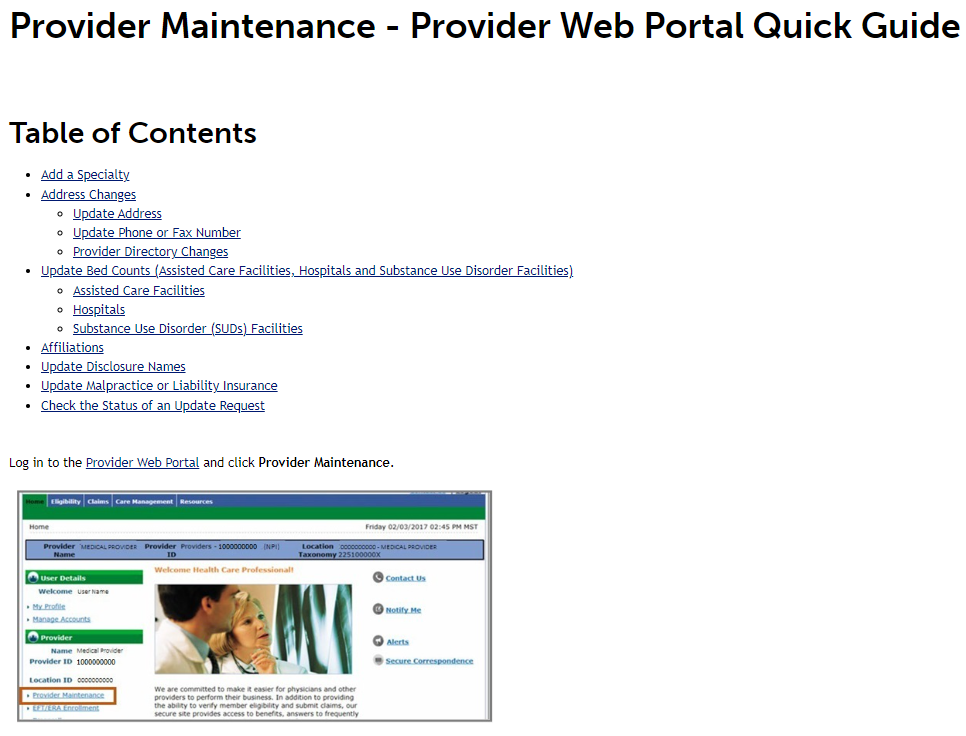 Provider Maintenance - Provider Web Portal Quick Guide
Table of Contents
Add a Specialty
Address Changes
Update Address
Update Phone or Fax Number
Provider Directory Changes
Update Bed Counts (Assisted Care Facilities, Hospitals and Substance Use Disorder Facilities)
Assisted Care Facilities
Hospitals
Substance Use Disorder (SUDs) Facilities
Affiliations
Update Disclosure Names
Update Malpractice or Liability Insurance
Check the Status of an Update Request
Log in to the Provider Web Portal and click Provider Maintenance.
Home Eligibility Claims Care Management Resources
Home Friday 02/03/2017 02:45 PM MST
Provider Name MEDICAL PROVIDER Provider ID Providers - 1000000000 (NPI) Location 0000000000 - MEDICAL PROVIDER
Taxonomy 225100000X
User Details
Welcome User Name
My Profile
Manage Accounts
Provider
Name Medical Provider
Provider ID 1000000000
Location ID 0000000000
Provider Maintenance
EFT/ERA Enrollment
Welcome Health Care Professional!
We are committed to make it easier for physicians and other
providers to perform their business. In addition to providing
the ability to verify member eligibility and submit claims, our
secure site provides access to benefits, answers to frequently
Contact Us
Notify Me
Alerts
Secure Correspondence